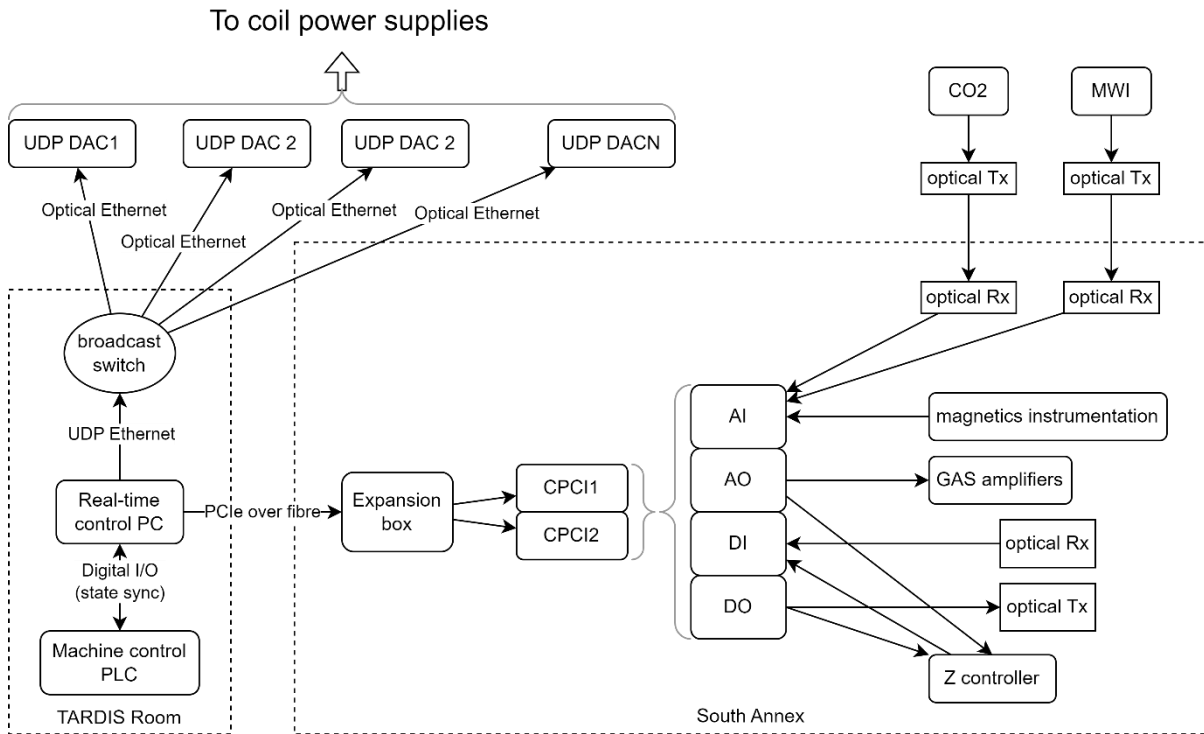 To coil power supplies
UDP DAC1
UDP DAC 2
UDP DAC 2
UDP DACN
CO2
MWI
optical Tx
optical Tx
Optical Ethernet
Optical Ethernet
Optical Ethernet
Optical Ethernet
optical Rx
optical Rx
broadcast
switch
UDP Ethernet
Real-time
control PC
PCIe over fibre
Expansion
box
CPCI1
CPCI2
AI
AO
DI
DO
magnetics instrumentation
GAS amplifiers
optical Rx
optical Tx
Z controller
Digital I/O
(state sync)
Machine control
PLC
TARDIS Room
South Annex